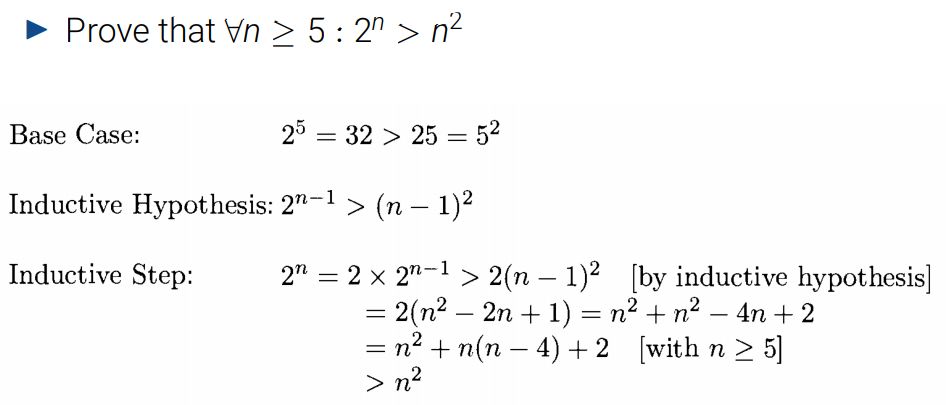 ► Prove that ∀n ≥ 5 : 2ⁿ > n²
Base Case: 2⁵ = 32 > 25 = 5²
Inductive Hypothesis: 2ⁿ⁻¹ > (n − 1)²
Inductive Step: 2ⁿ = 2 × 2ⁿ⁻¹ > 2(n − 1)² [by inductive hypothesis]
= 2(n² − 2n + 1) = n² + n² − 4n + 2
= n² + n(n − 4) + 2 [with n ≥ 5]
> n²